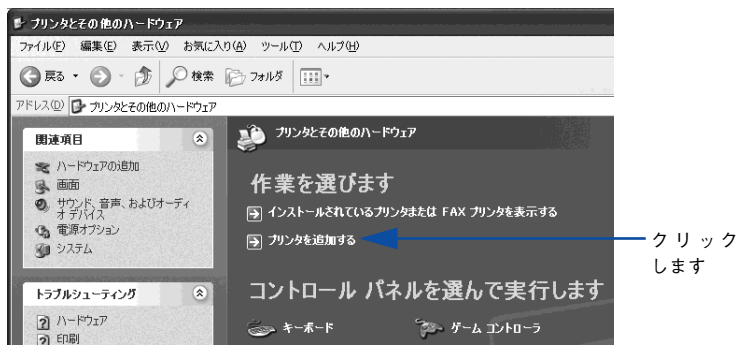 プリンタとその他のハードウェア
ファイル(F) 編集(E) 表示(V) お気に入り(A) ツール(T) ヘルプ(H)
戻る 検索 フォルダ
アドレス(D) プリンタとその他のハードウェア
関連項目
ハードウェアの追加
画面
サウンド、音声、およびオーディ
オ デバイス
電源オプション
システム
トラブルシューティング
ハードウェア
印刷
プリンタとその他のハードウェア
作業を選びます
インストールされているプリンタまたは FAX プリンタを表示する
プリンタを追加する
コントロール パネルを選んで実行します
キーボード
ゲーム コントローラ
クリック
します